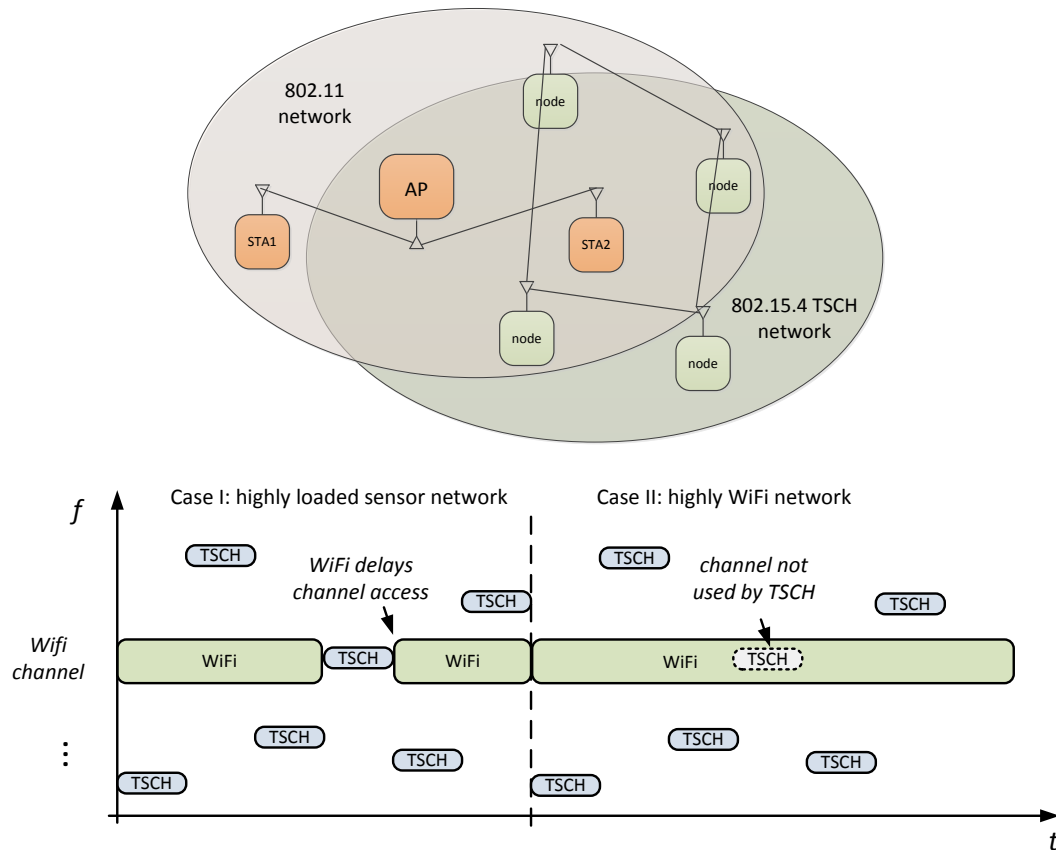 802.11
network
node
node
AP
STA1
STA2
node
node
802.15.4 TSCH
network
f
Case I: highly loaded sensor network
Case II: highly WiFi network
TSCH
WiFi delays
channel access
TSCH
TSCH
channel not
used by TSCH
TSCH
Wifi
channel
WiFi
TSCH
WiFi
WiFi
TSCH
...
TSCH
TSCH
TSCH
TSCH
TSCH
TSCH
t